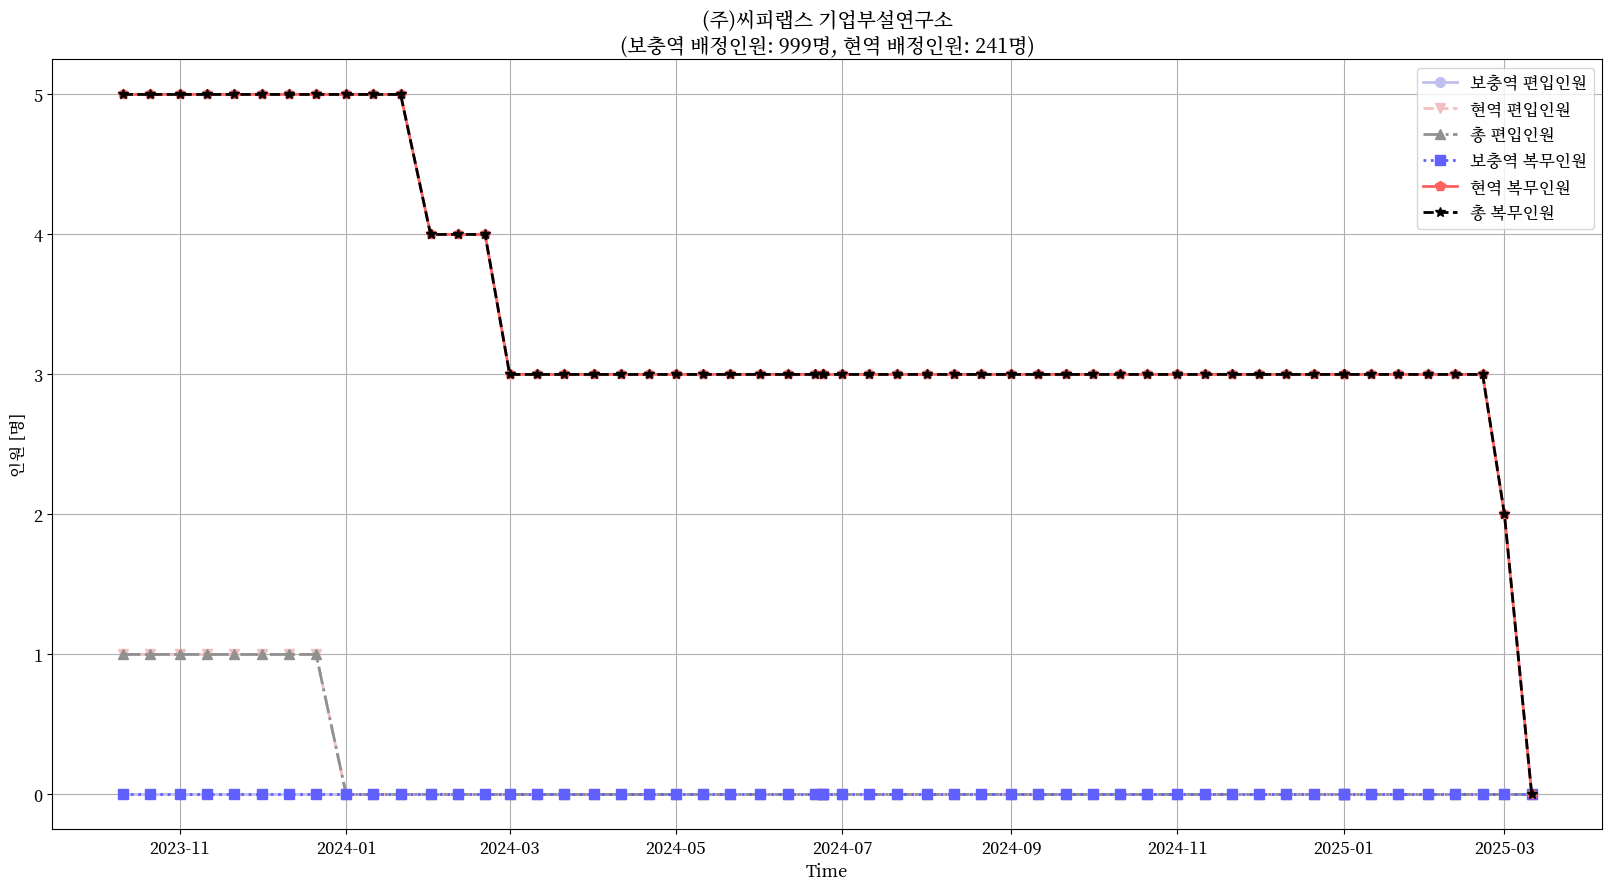 (주)씨피랩스 기업부설연구소
(보충역 배정인원: 999명, 현역 배정인원: 241명)
보충역 편입인원
현역 편입인원
총 편입인원
보충역 복무인원
현역 복무인원
총 복무인원
인원 [명]
5
4
3
2
1
0
2023-11
2024-01
2024-03
2024-05
2024-07
2024-09
2024-11
2025-01
2025-03
Time